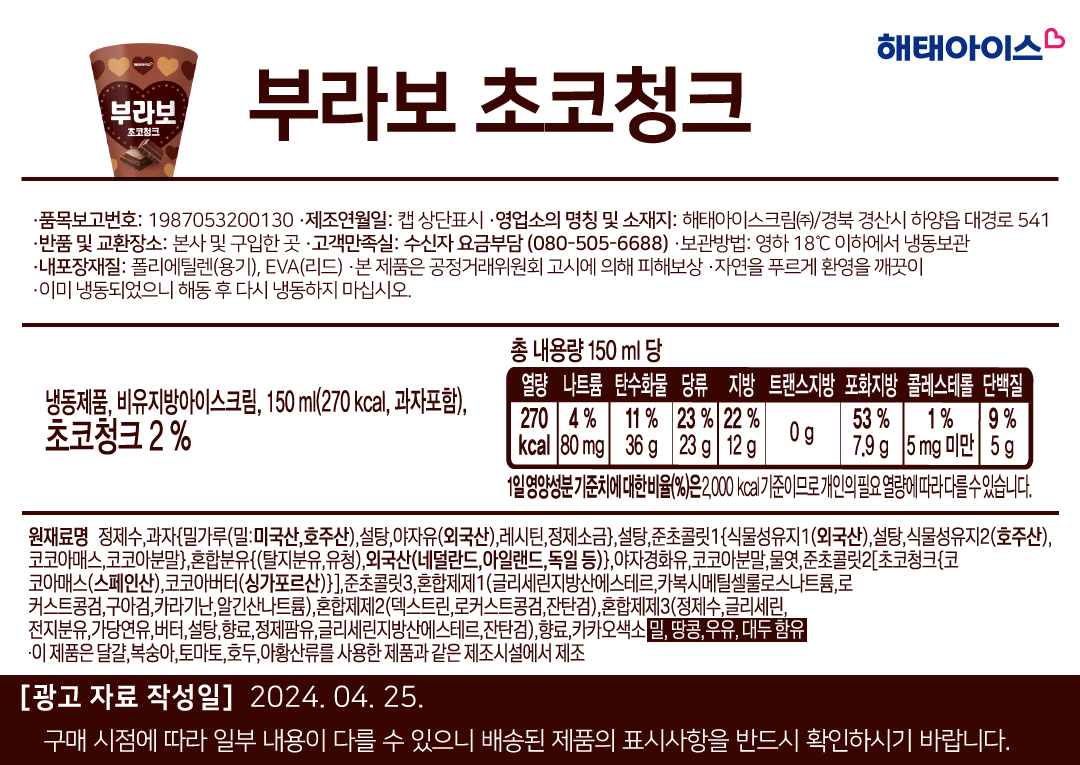 해태아이스
부라보 초코청크
해태아이스
부라보
초코청크
·품목보고번호: 1987053200130 ·제조연월일: 캡 상단표시 ·영업소의 명칭 및 소재지: 해태아이스크림㈜/경북 경산시 하양읍 대경로 541
·반품 및 교환장소: 본사 및 구입한 곳 ·고객만족실: 수신자 요금부담 (080-505-6688) ·보관방법: 영하 18℃ 이하에서 냉동보관
·내포장재질: 폴리에틸렌(용기), EVA(리드) ·본 제품은 공정거래위원회 고시에 의해 피해보상 ·자연을 푸르게 환영을 깨끗이
·이미 냉동되었으니 해동 후 다시 냉동하지 마십시오.
냉동제품, 비유지방아이스크림, 150 ml(270 kcal, 과자포함),
초코청크 2 %
총 내용량 150 ml 당
열량 나트륨 탄수화물 당류 지방 트랜스지방 포화지방 콜레스테롤 단백질
270 kcal 4 % 80 mg 11 % 36 g 23 % 23 g 22 % 12 g 0 g 53 % 7.9 g 1 % 5 mg 미만 9 % 5 g
1일 영양성분 기준치에 대한 비율(%)은 2,000 kcal 기준이므로 개인의 필요 열량에 따라 다를 수 있습니다.
원재료명 정제수,과자{밀가루(밀:미국산,호주산),설탕,야자유(외국산),레시틴,정제소금},설탕,준초콜릿1{식물성유지1(외국산),설탕,식물성유지2(호주산),
코코아매스,코코아분말},혼합분유{(탈지분유,유청),외국산(네덜란드,아일랜드,독일 등)},야자경화유,코코아분말,물엿,준초콜릿2[초코청크{코
코아매스(스페인산),코코아버터(싱가포르산)}],준초콜릿3,혼합제제1(글리세린지방산에스테르,카복시메틸셀룰로스나트륨,로
커스트콩검,구아검,카라기난,알긴산나트륨),혼합제제2(덱스트린,로커스트콩검,잔탄검),혼합제제3(정제수,글리세린,
전지분유,가당연유,버터,설탕,향료,정제팜유,글리세린지방산에스테르,잔탄검),향료,카카오색소 밀, 땅콩,우유, 대두 함유
·이 제품은 달걀,복숭아,토마토,호두,아황산류를 사용한 제품과 같은 제조시설에서 제조
[광고 자료 작성일] 2024. 04. 25.
구매 시점에 따라 일부 내용이 다를 수 있으니 배송된 제품의 표시사항을 반드시 확인하시기 바랍니다.